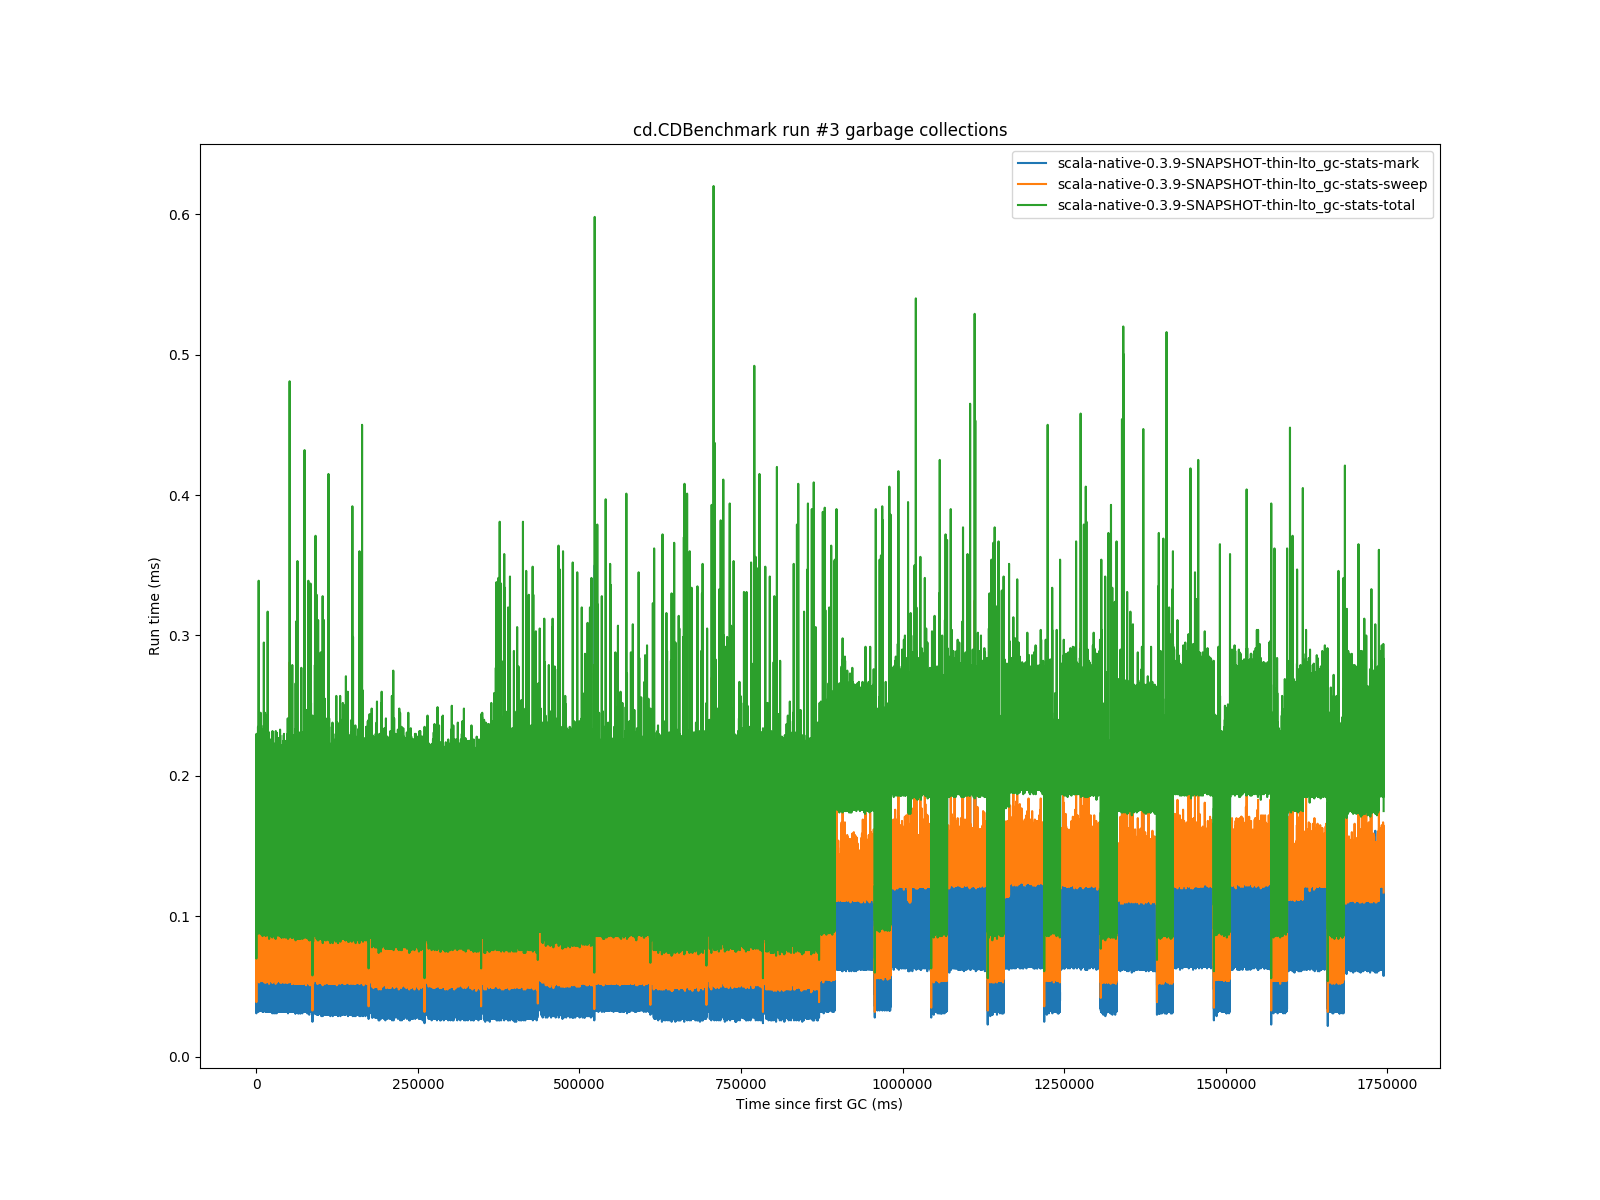 cd.CDBenchmark run #3 garbage collections
scala-native-0.3.9-SNAPSHOT-thin-lto_gc-stats-mark
scala-native-0.3.9-SNAPSHOT-thin-lto_gc-stats-sweep
scala-native-0.3.9-SNAPSHOT-thin-lto_gc-stats-total
Run time (ms)
0.6
0.5
0.4
0.3
0.2
0.1
0.0
0 250000 500000 750000 1000000 1250000 1500000 1750000
Time since first GC (ms)